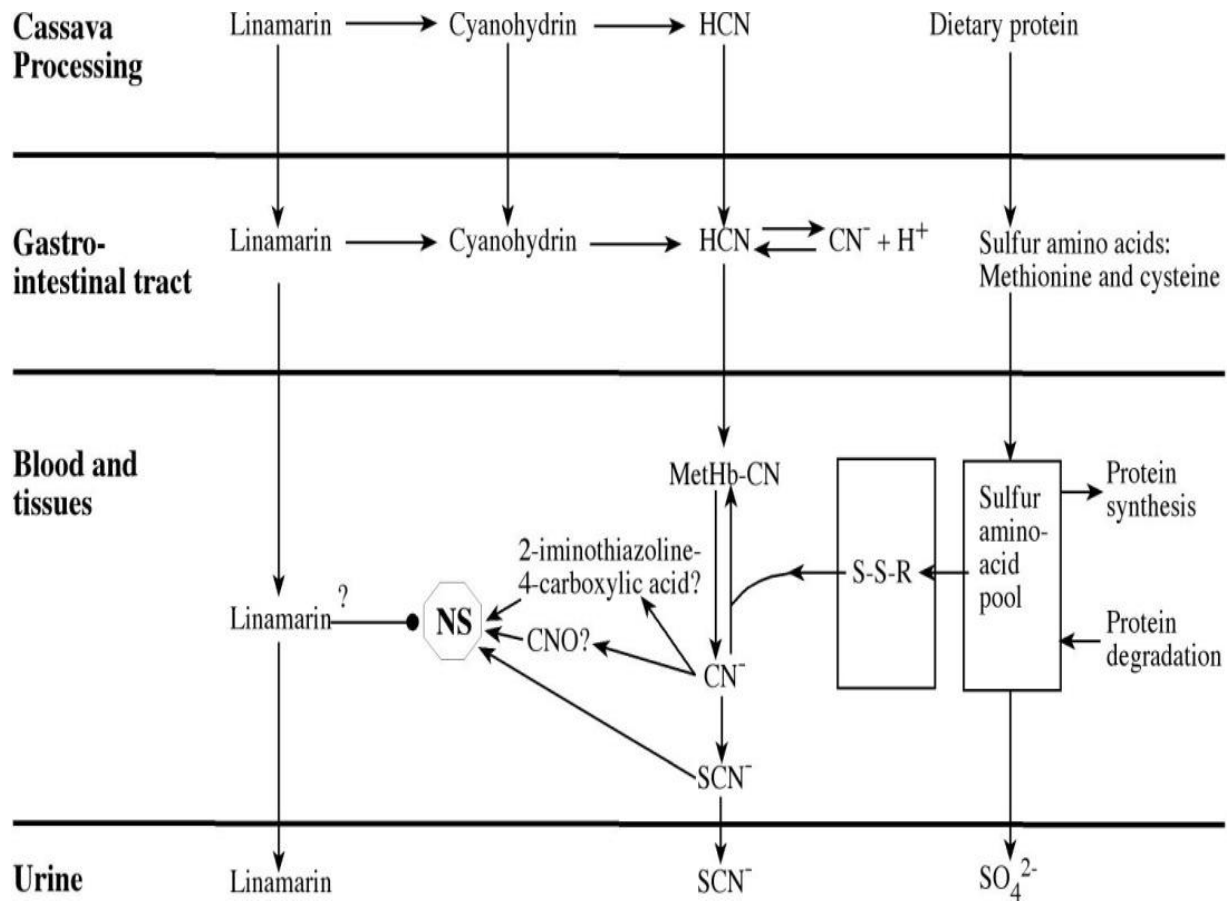 Cassava
Processing
Linamarin
Cyanohydrin
HCN
Dietary protein
Gastro-
intestinal tract
Linamarin
Cyanohydrin
HCN
CN⁻ + H⁺
Sulfur amino acids:
Methionine and cysteine
Blood and
tissues
MetHb-CN
2-iminothiazoline-
4-carboxylic acid?
Linamarin
?
NS
CNO?
CN⁻
SCN⁻
S-S-R
Sulfur
amino-
acid
pool
Protein
synthesis
Protein
degradation
Urine
Linamarin
SCN⁻
SO₄²⁻